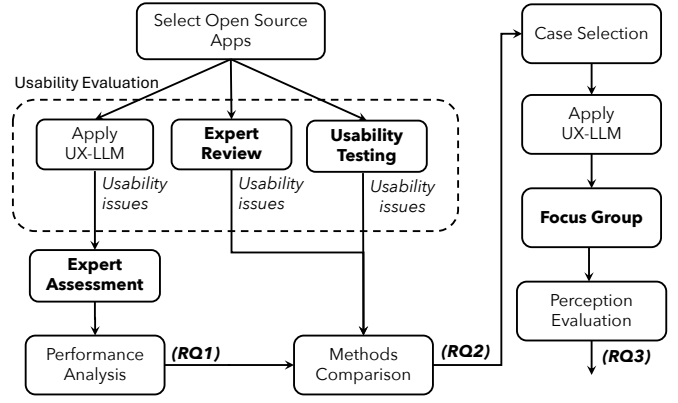 Select Open Source
Apps
Usability Evaluation
Apply
UX-LLM
Expert
Review
Usability
Testing
Usability
issues
Usability
issues
Usability
issues
Expert
Assessment
Performance
Analysis
(RQ1)
Methods
Comparison
(RQ2)
Case Selection
Apply
UX-LLM
Focus Group
Perception
Evaluation
(RQ3)